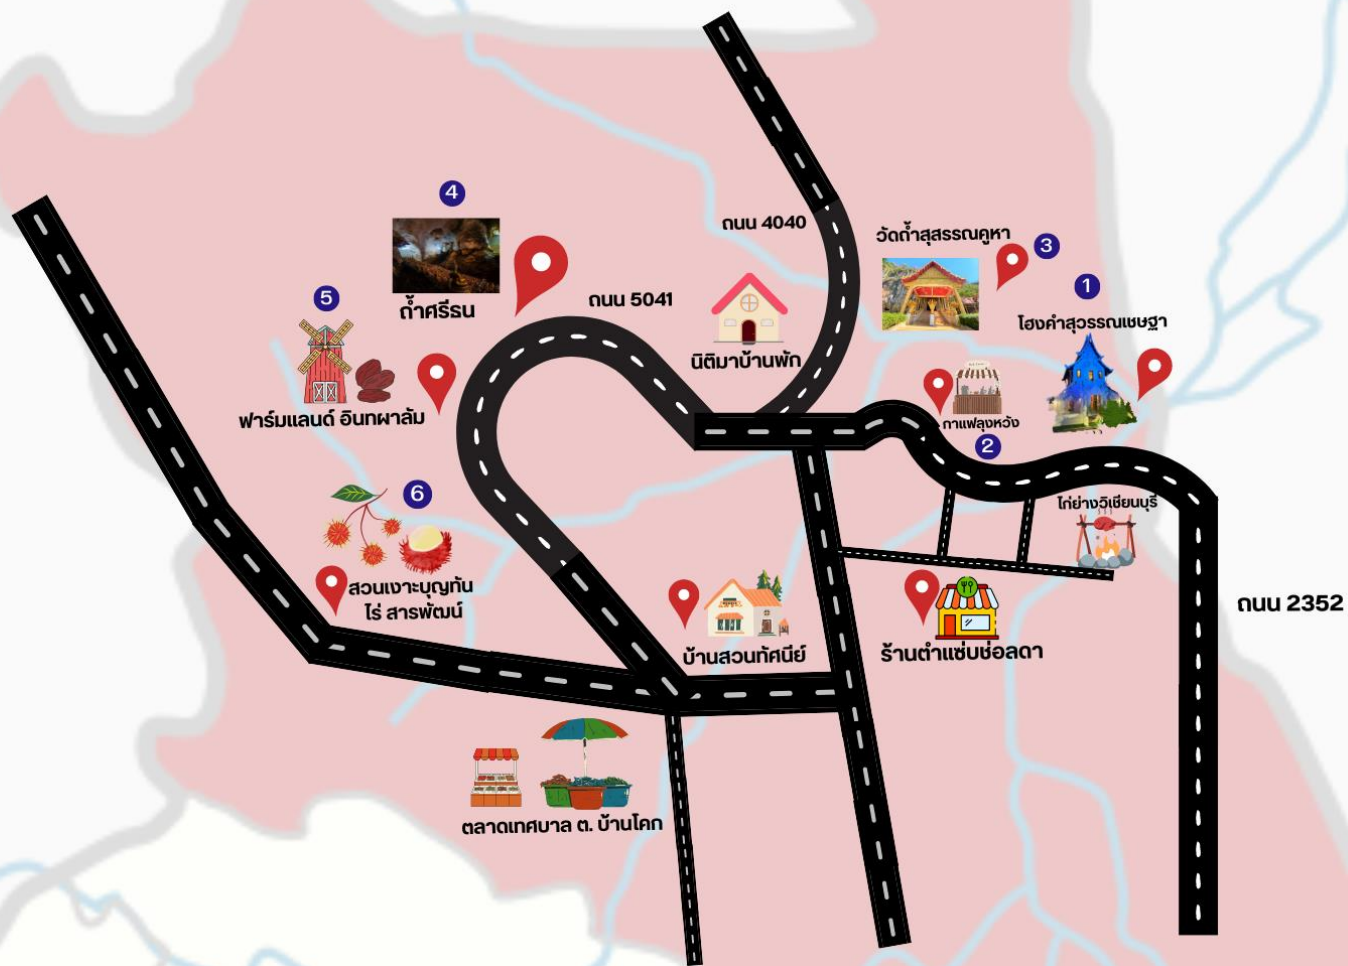 4
ถนน 4040
วัดถ้ำสุสรรณคูหา
3
1
5
ถ้ำศรีธน
ถนน 5041
โฮงคำสุวรรณเชษฐา
นิติมาบ้านพัก
ฟาร์มแลนด์ อินทผาลัม
กาแฟลุงหวัง
2
6
ไก่ย่างวิเชียนบุรี
สวนเงาะบุญทัน
ไร่ สารพัฒน์
ถนน 2352
บ้านสวนทัศนีย์
ร้านตำแซ่บช่อลดา
ตลาดเทศบาล ต. บ้านโคก